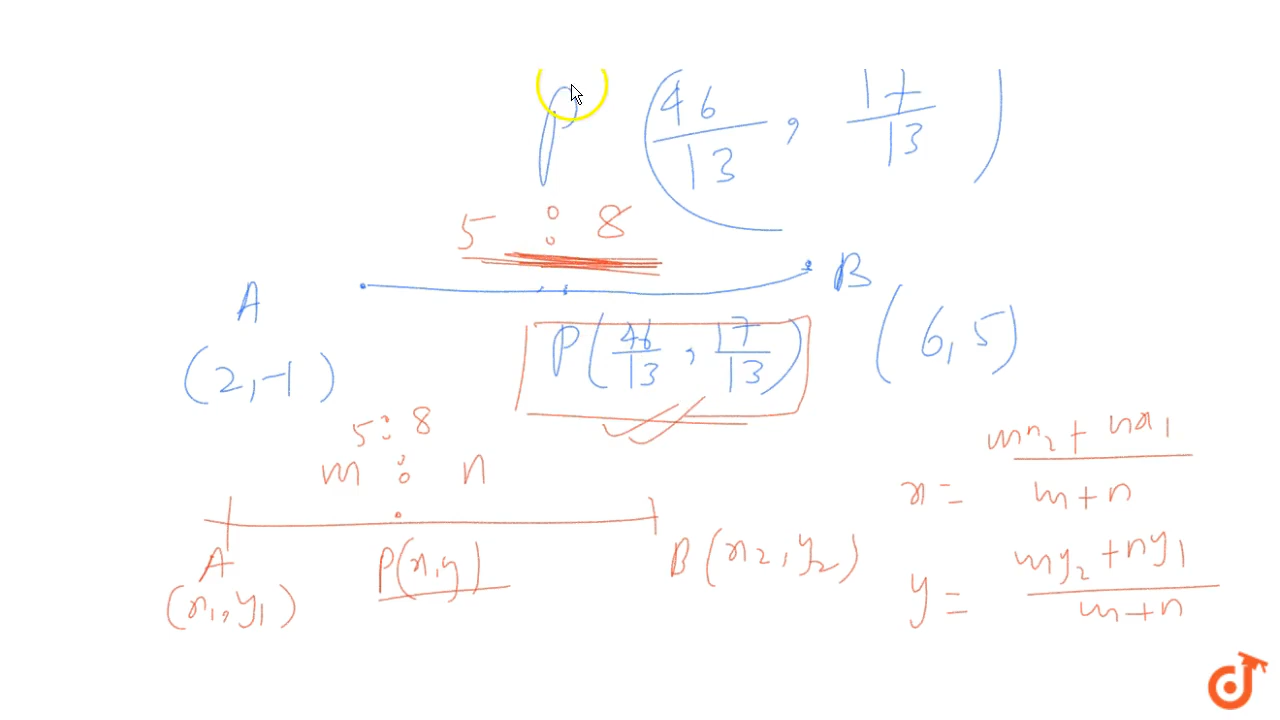 P (46/13, 17/13)
5 : 8
A B
(2,-1) P(46/13, 17/13) (6,5)
5:8
m : n
x = mx₂ + nx₁ / m + n
A P(x,y) B(x₂, y₂)
(x₁, y₁)
y = my₂ + ny₁ / m + n